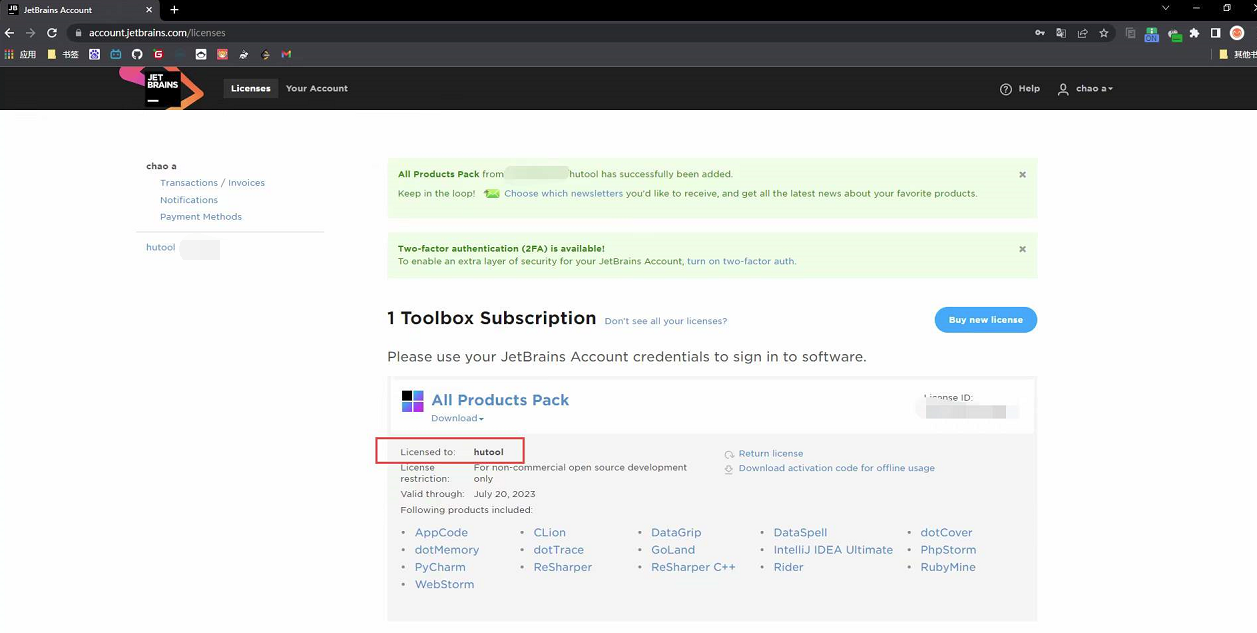 JetBrains Account
account.jetbrains.com/licenses
应用
书签
ON
其他书
JET
BRAINS
Licenses
Your Account
Help
chao a
chao a
Transactions / Invoices
Notifications
Payment Methods
hutool
All Products Pack from hutool has successfully been added.
Keep in the loop! Choose which newsletters you'd like to receive, and get all the latest news about your favorite products.
Two-factor authentication (2FA) is available!
To enable an extra layer of security for your JetBrains Account, turn on two-factor auth.
1 Toolbox Subscription
Don't see all your licenses?
Buy new license
Please use your JetBrains Account credentials to sign in to software.
All Products Pack
Download
License ID:
Licensed to: hutool
License restriction: For non-commercial open source development only
Valid through: July 20, 2023
Following products included:
Return license
Download activation code for offline usage
• AppCode • CLion • DataGrip • DataSpell • dotCover
• dotMemory • dotTrace • GoLand • IntelliJ IDEA Ultimate • PhpStorm
• PyCharm • ReSharper • ReSharper C++ • Rider • RubyMine
• WebStorm